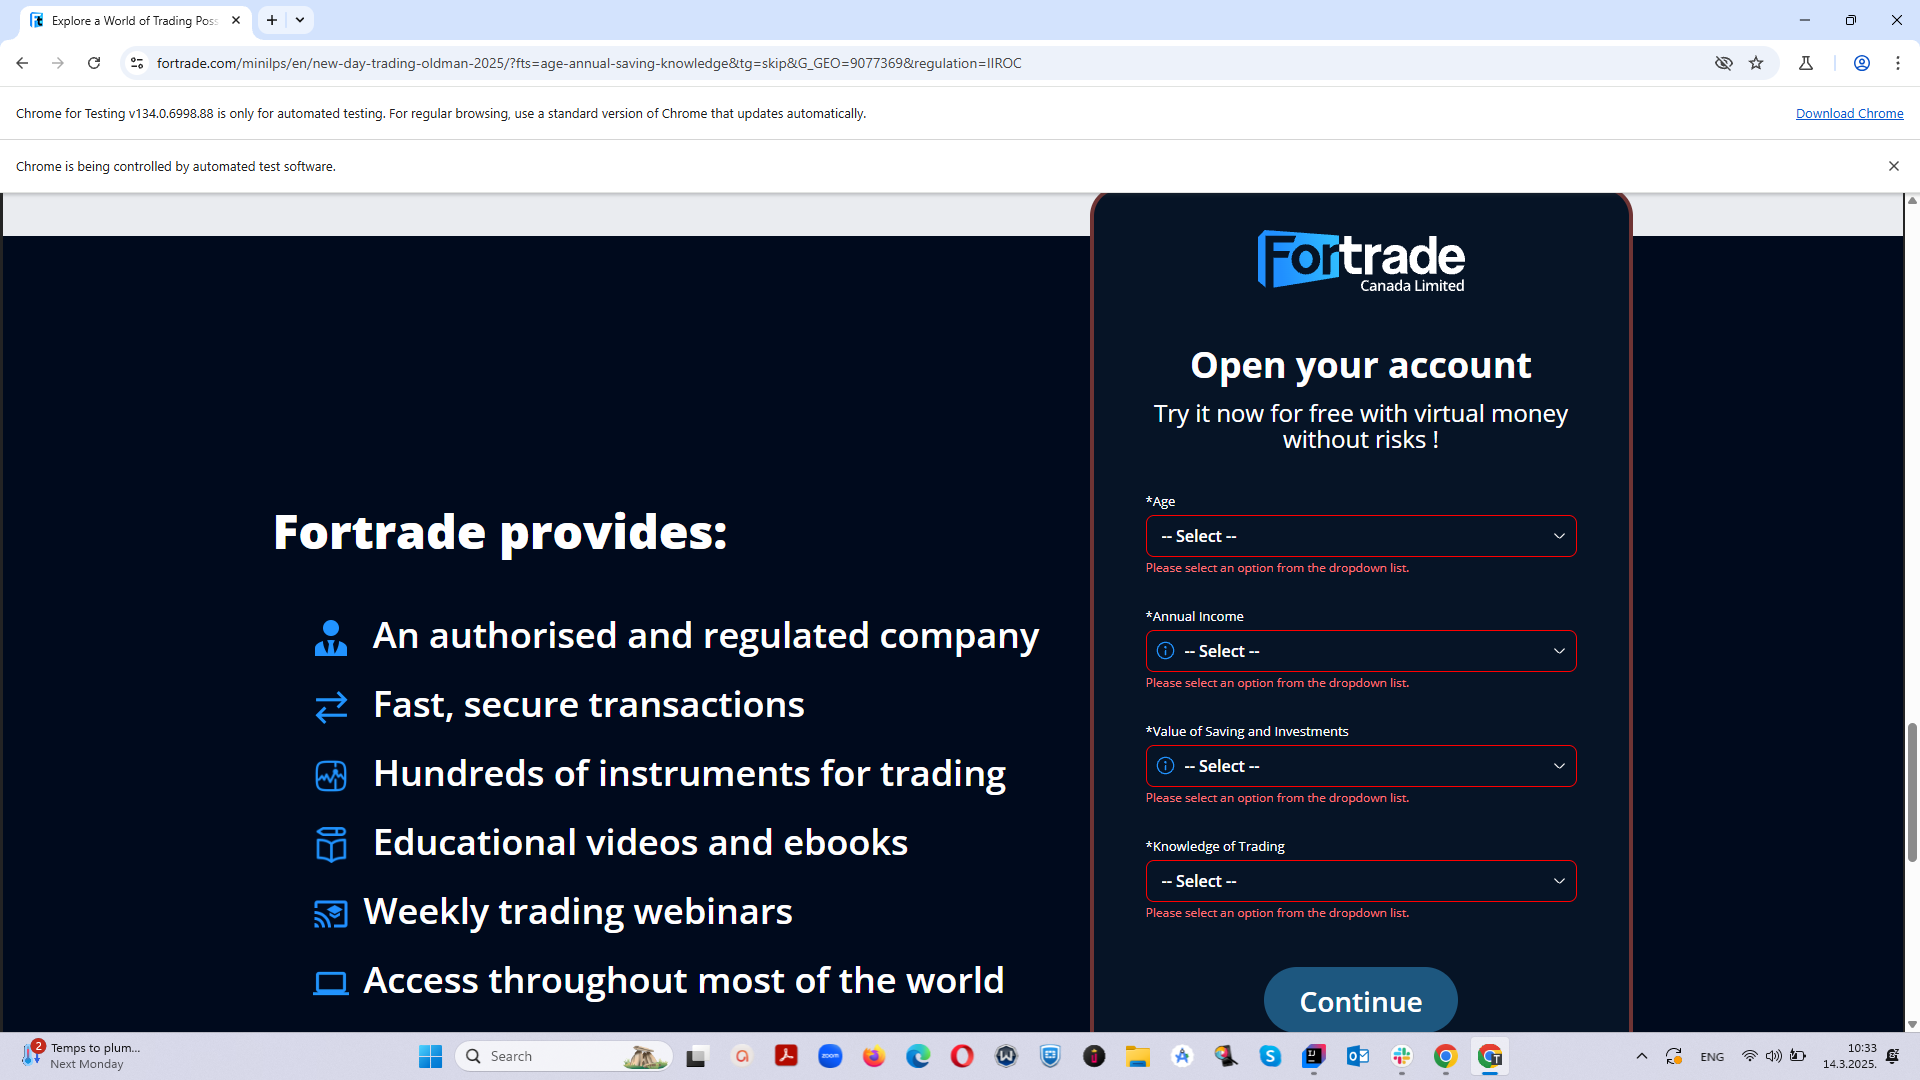 Explore a World of Trading Poss
fortrade.com/minilps/en/new-day-trading-oldman-2025/?fts=age-annual-saving-knowledge&tg=skip&G_GEO=9077369&regulation=IIROC
Chrome for Testing v134.0.6998.88 is only for automated testing. For regular browsing, use a standard version of Chrome that updates automatically.
Download Chrome
Chrome is being controlled by automated test software.
Fortrade
Canada Limited
Open your account
Try it now for free with virtual money
without risks !
*Age
-- Select --
Please select an option from the dropdown list.
*Annual Income
-- Select --
Please select an option from the dropdown list.
*Value of Saving and Investments
-- Select --
Please select an option from the dropdown list.
*Knowledge of Trading
-- Select --
Please select an option from the dropdown list.
Continue
Fortrade provides:
An authorised and regulated company
Fast, secure transactions
Hundreds of instruments for trading
Educational videos and ebooks
Weekly trading webinars
Access throughout most of the world
2
Temps to plum...
Next Monday
Search
zoom
ENG
10:33
14.3.2025.